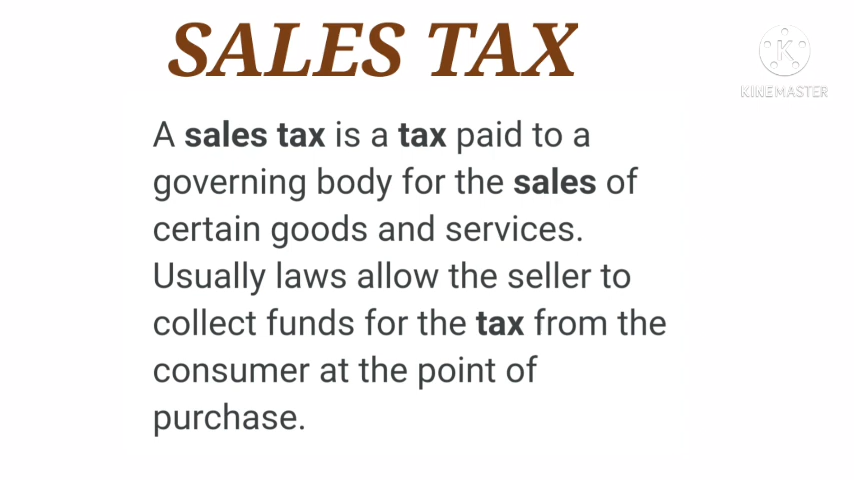 SALES TAX
KINEMASTER
A sales tax is a tax paid to a
governing body for the sales of
certain goods and services.
Usually laws allow the seller to
collect funds for the tax from the
consumer at the point of
purchase.